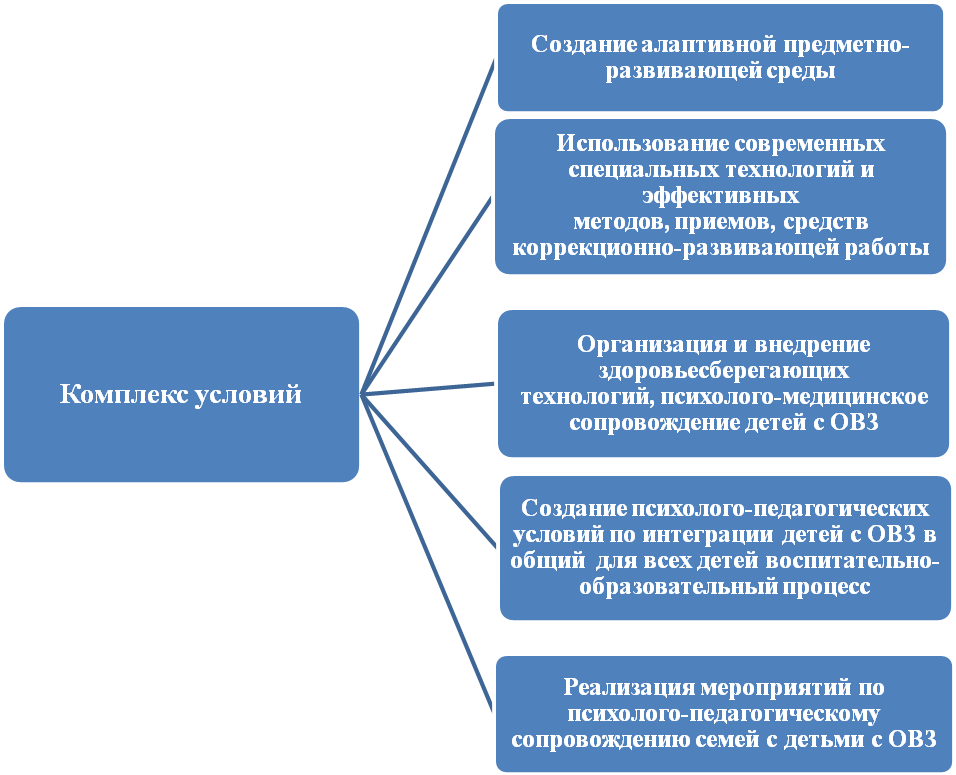 Комплекс условий
Создание алаптивной предметно-
развивающей среды
Использование современных
специальных технологий и
эффективных
методов, приемов, средств
коррекционно-развивающей работы
Организация и внедрение
здоровьесберегающих
технологий, психолого-медицинское
сопровождение детей с ОВЗ
Создание психолого-педагогических
условий по интеграции детей с ОВЗ в
общий для всех детей воспитательно-
образовательный процесс
Реализация мероприятий по
психолого-педагогическому
сопровождению семей с детьми с ОВЗ